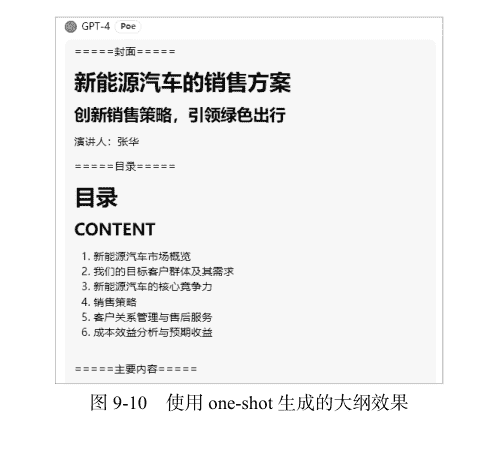 GPT-4 Poe
=====封面=====
新能源汽车的销售方案
创新销售策略，引领绿色出行
演讲人：张华
=====目录=====
目录
CONTENT
1. 新能源汽车市场概览
2. 我们的目标客户群体及其需求
3. 新能源汽车的核心竞争力
4. 销售策略
5. 客户关系管理与售后服务
6. 成本效益分析与预期收益
=====主要内容=====
图 9-10 使用 one-shot 生成的大纲效果